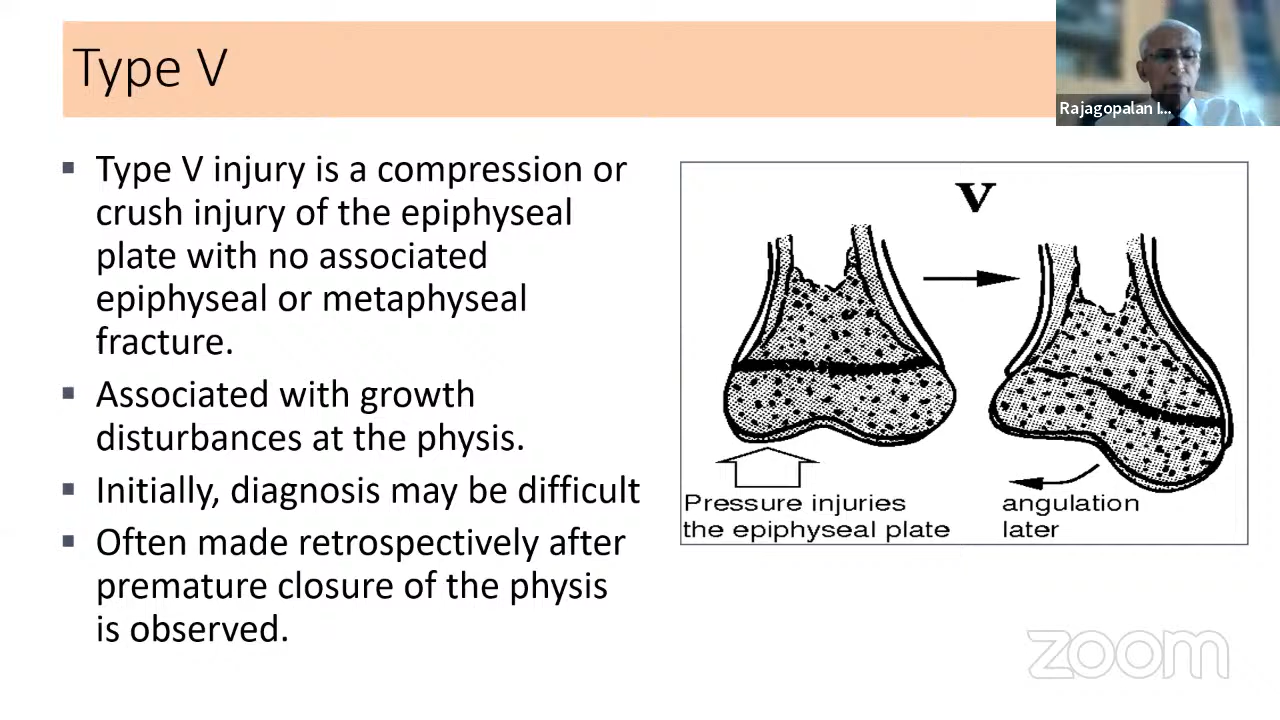 Type V
Rajagopalan I...
Type V injury is a compression or
crush injury of the epiphyseal
plate with no associated
epiphyseal or metaphyseal
fracture.
Associated with growth
disturbances at the physis.
Initially, diagnosis may be difficult
Often made retrospectively after
premature closure of the physis
is observed.
V
Pressure injuries
the epiphyseal plate
angulation
later
zoom